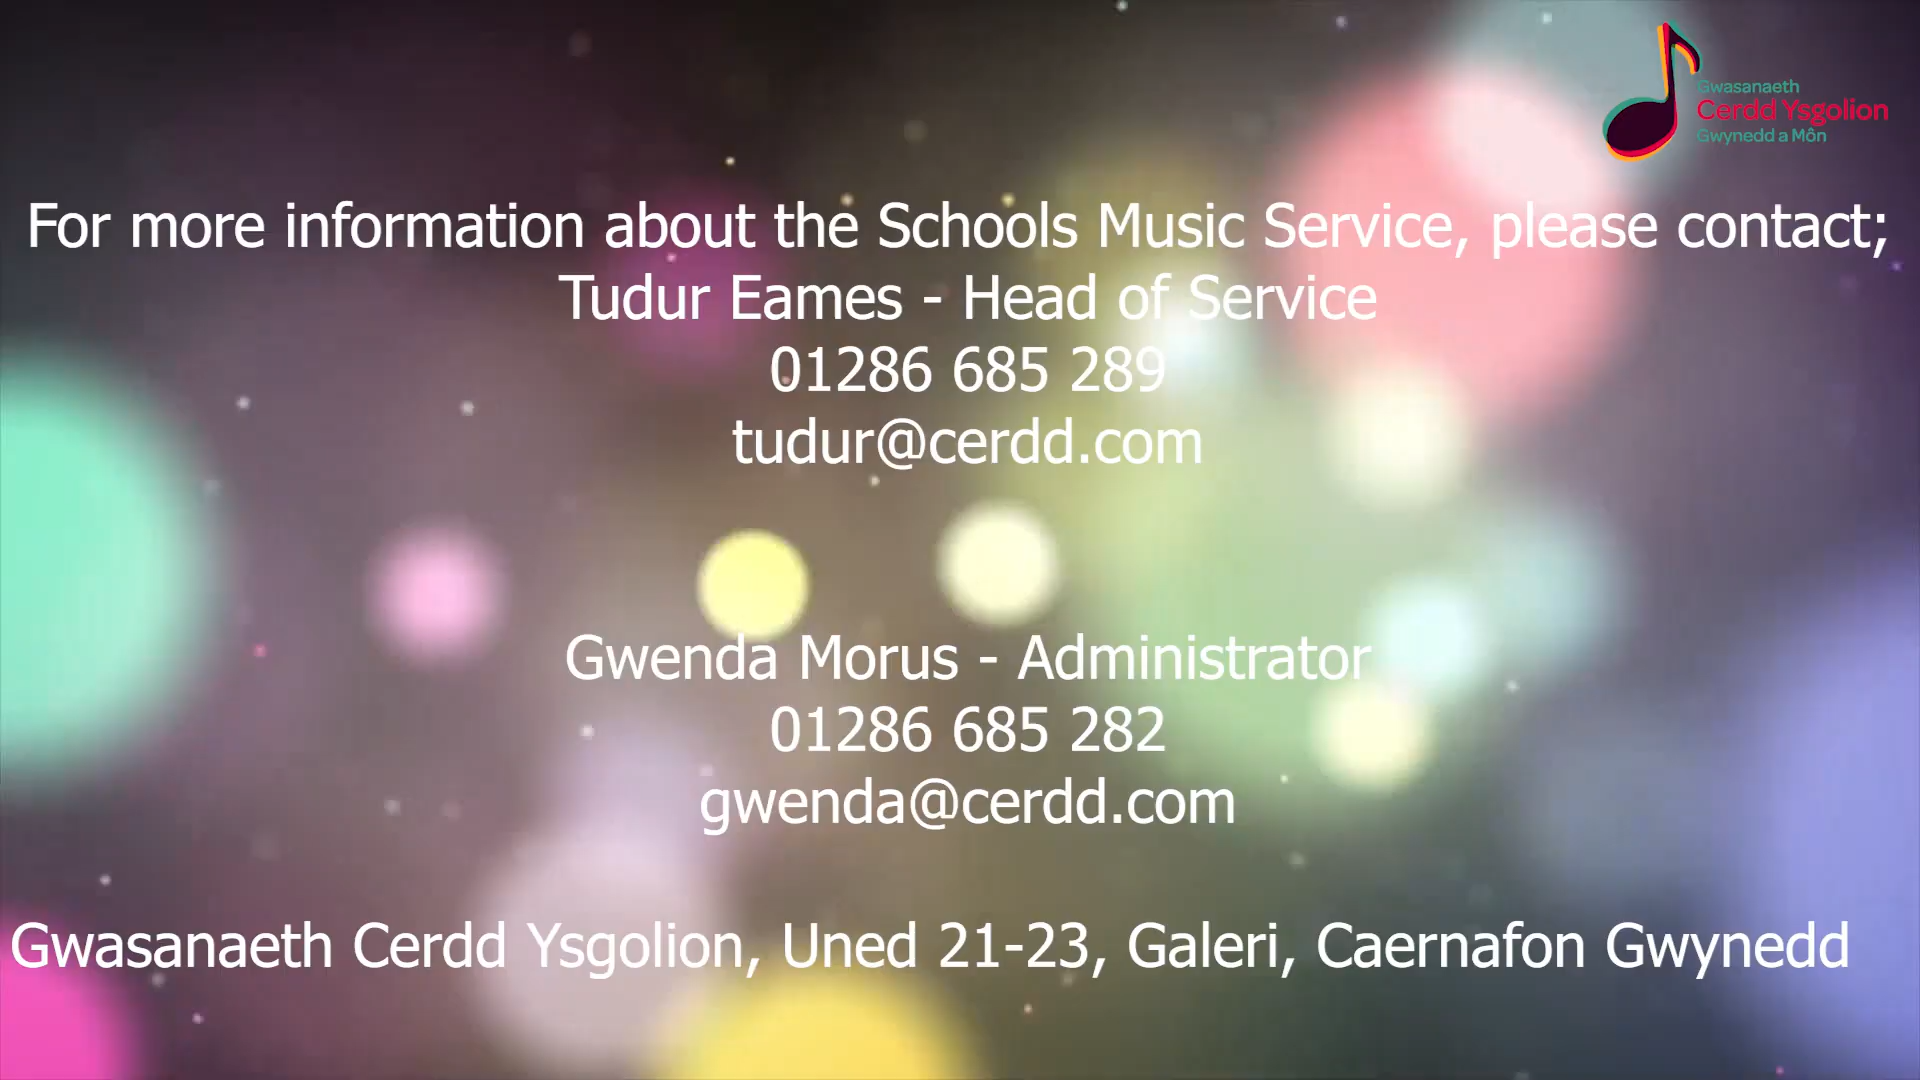 Gwasanaeth
Cerdd Ysgolion
Gwynedd a Môn
For more information about the Schools Music Service, please contact;
Tudur Eames - Head of Service
01286 685 289
tudur@cerdd.com
Gwenda Morus - Administrator
01286 685 282
gwenda@cerdd.com
Gwasanaeth Cerdd Ysgolion, Uned 21-23, Galeri, Caernafon Gwynedd